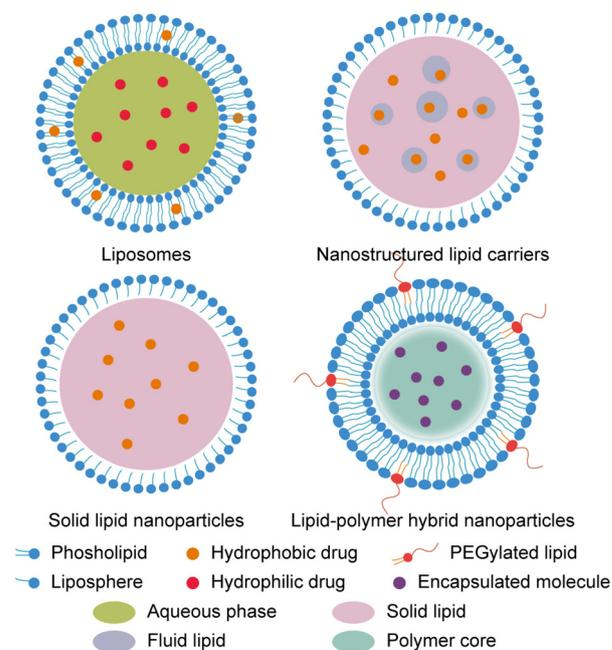 Liposomes
Nanostructured lipid carriers
Solid lipid nanoparticles
Lipid-polymer hybrid nanoparticles
Phosholipid
Hydrophobic drug
PEGylated lipid
Liposphere
Hydrophilic drug
Encapsulated molecule
Aqueous phase
Solid lipid
Fluid lipid
Polymer core